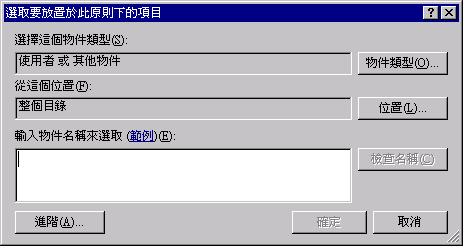 選取要放置於此原則下的項目
選擇這個物件類型(S):
使用者 或 其他物件
物件類型(O)...
從這個位置(F):
整個目錄
位置(L)...
輸入物件名稱來選取 (範例)(E):
檢查名稱(C)
進階(A)...
確定
取消